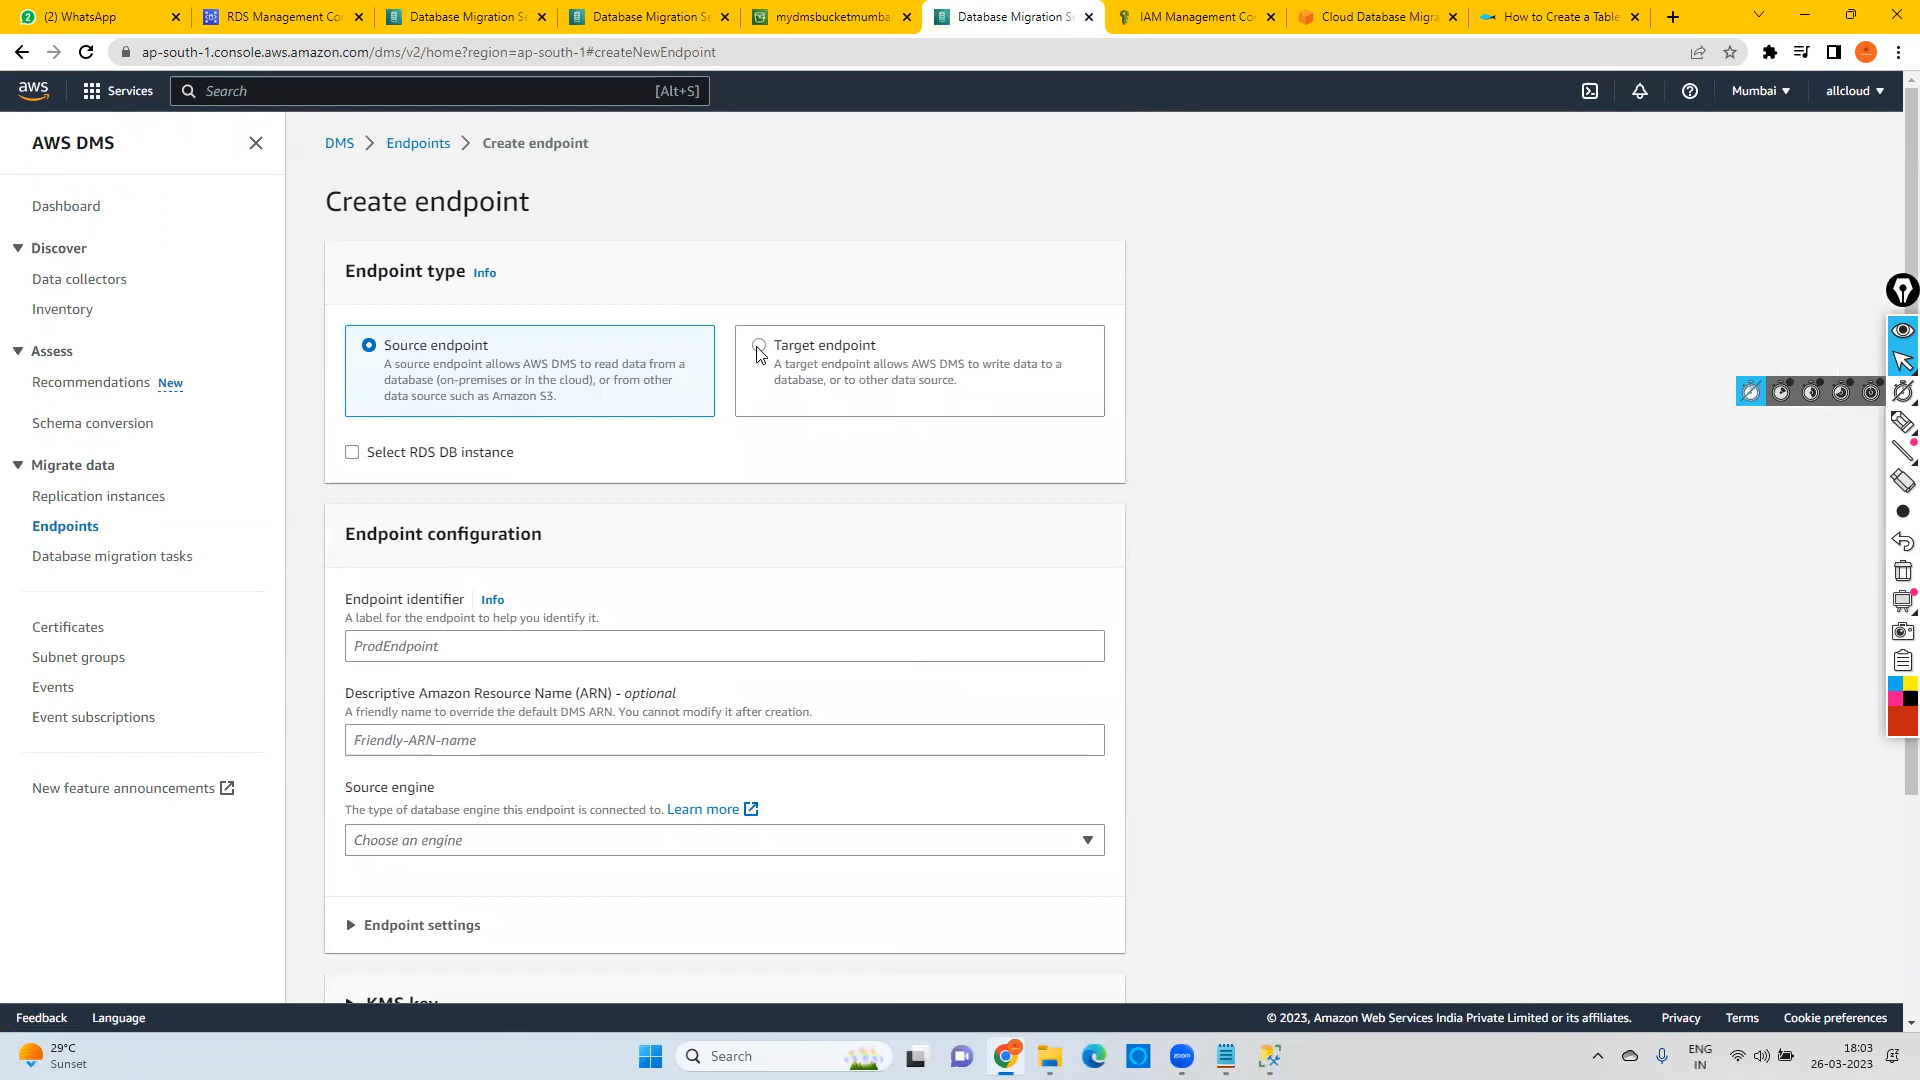 (2) WhatsApp
RDS Management Co
Database Migration Se
Database Migration Se
mydmsbucketmumba
Database Migration Se
IAM Management Co
Cloud Database Migra
How to Create a Table
ap-south-1.console.aws.amazon.com/dms/v2/home?region=ap-south-1#createNewEndpoint
aws
Services
Search
[Alt+S]
Mumbai
allcloud
AWS DMS
Dashboard
Discover
Data collectors
Inventory
Assess
Recommendations New
Schema conversion
Migrate data
Replication instances
Endpoints
Database migration tasks
Certificates
Subnet groups
Events
Event subscriptions
New feature announcements
DMS > Endpoints > Create endpoint
Create endpoint
Endpoint type Info
Source endpoint
A source endpoint allows AWS DMS to read data from a
database (on-premises or in the cloud), or from other
data source such as Amazon S3.
Target endpoint
A target endpoint allows AWS DMS to write data to a
database, or to other data source.
Select RDS DB instance
Endpoint configuration
Endpoint identifier Info
A label for the endpoint to help you identify it.
ProdEndpoint
Descriptive Amazon Resource Name (ARN) - optional
A friendly name to override the default DMS ARN. You cannot modify it after creation.
Friendly-ARN-name
Source engine
The type of database engine this endpoint is connected to. Learn more
Choose an engine
Endpoint settings
KMS key
Feedback
Language
© 2023, Amazon Web Services India Private Limited or its affiliates.
Privacy
Terms
Cookie preferences
29°C
Sunset
Search
zoom
ENG
IN
18:03
26-03-2023